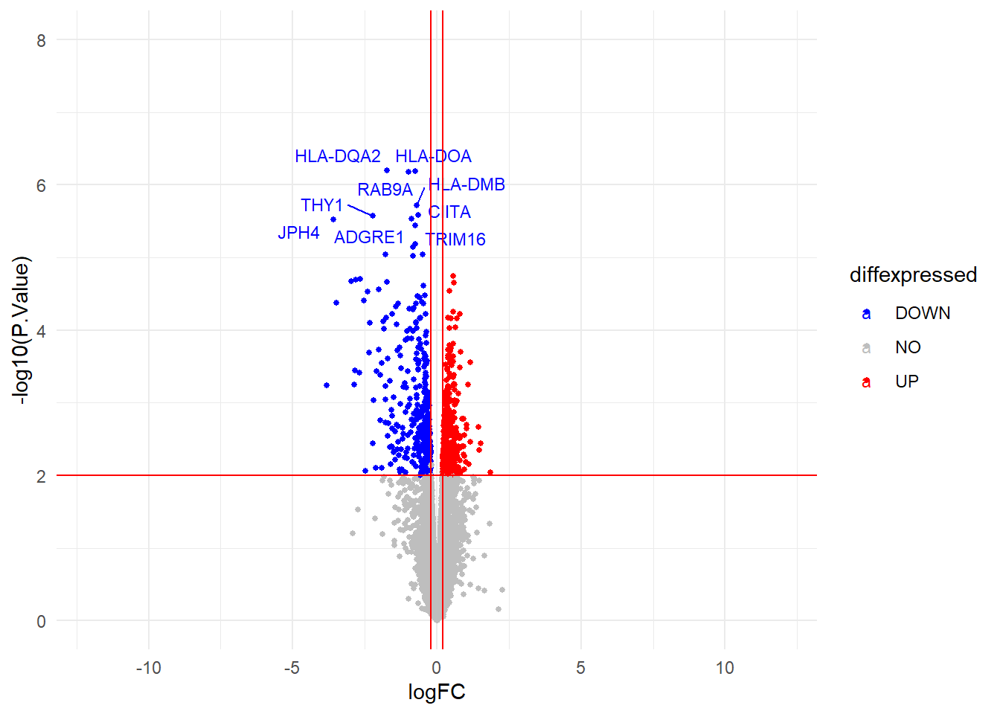 8
6
4
2
0
-log10(P.Value)
HLA-DQA2
HLA-DOA
RAB9A
HLA-DMB
THY1
CIITA
JPH4
ADGRE1
TRIM16
-10
-5
0
5
10
logFC
diffexpressed
a DOWN
a NO
a UP